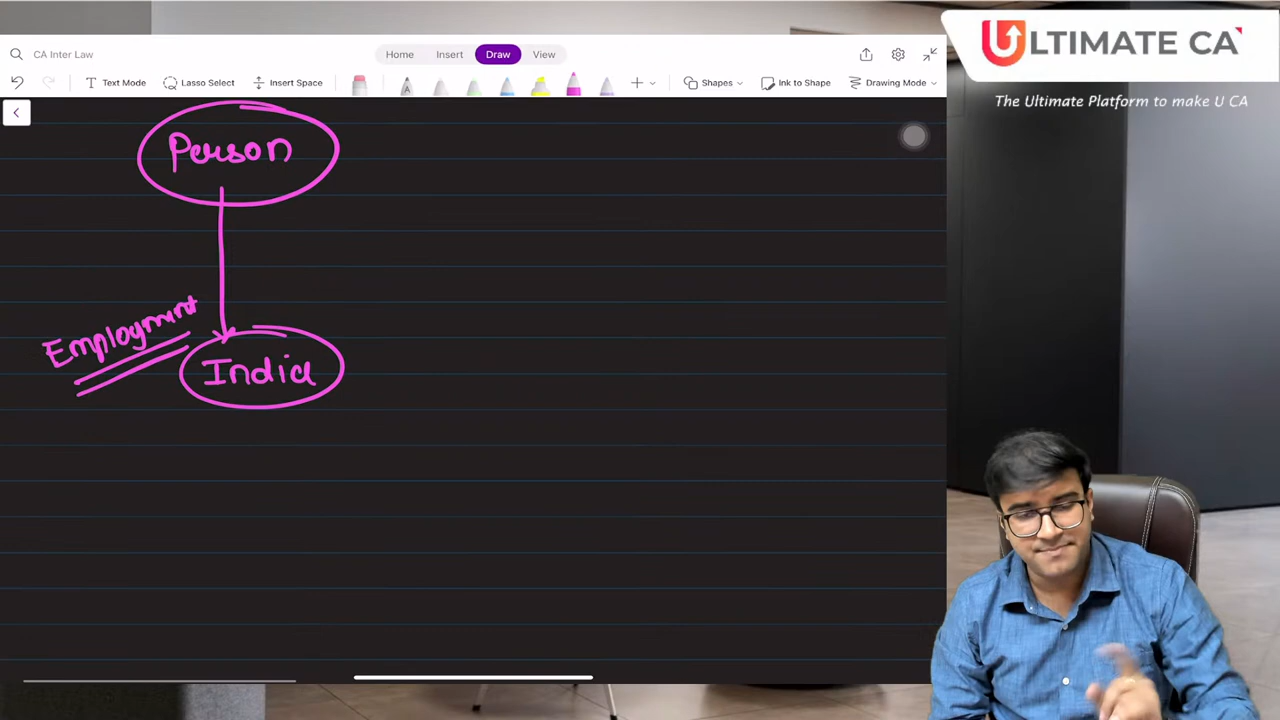 CA Inter Law
Home Insert Draw View
Text Mode Lasso Select Insert Space Shapes Ink to Shape Drawing Mode
ULTIMATE CA
The Ultimate Platform to make U CA
Person
Employment
India